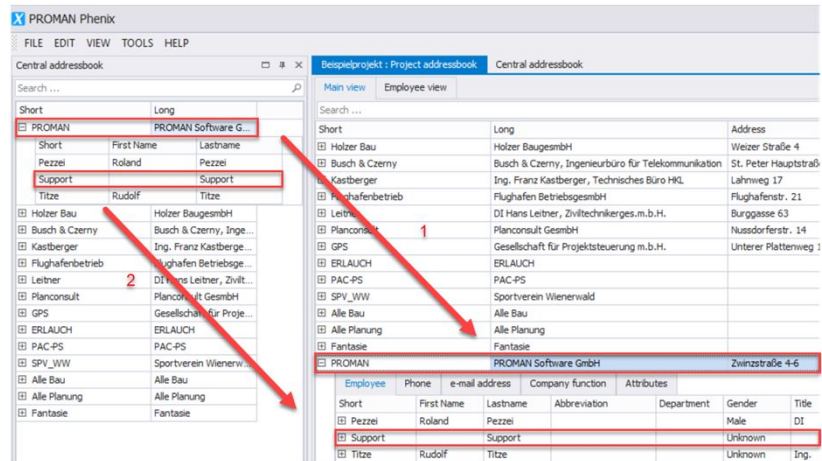 PROMAN Phenix
FILE EDIT VIEW TOOLS HELP
Central addressbook
Search ...
Short Long
PROMAN PROMAN Software G...
Short First Name Lastname
Pezzei Roland Pezzei
Support Support
Titze Rudolf Titze
Holzer Bau Holzer BaugesmbH
Busch & Czerny Busch & Czerny, Inge...
Kastberger Ing. Franz Kastberge...
Flughafenbetrieb Flughafen Betriebsge...
Leitner DI Hans Leitner, Zivilt...
Planconsult Planconsult GesmbH
GPS Gesellschaft für Proje...
ERLAUCH ERLAUCH
PAC-PS PAC-PS
SPV_WW Sportverein Wienerw...
Alle Bau Alle Bau
Alle Planung Alle Planung
Fantasie Fantasie
2
Beispielprojekt : Project addressbook Central addressbook
Main view Employee view
Search ...
Short Long Address
Holzer Bau Holzer BaugesmbH Weizer Straße 4
Busch & Czerny Busch & Czerny, Ingenieurbüro für Telekommunikation St. Peter Hauptstraß
Kastberger Ing. Franz Kastberger, Technisches Büro HKL Lahnweg 17
Flughafenbetrieb Flughafen BetriebsgesmbH Flughafenstr. 21
Leitner DI Hans Leitner, Ziviltechnikerges.m.b.H. Burggasse 63
Planconsult Planconsult GesmbH Nussdorferstr. 14
GPS Gesellschaft für Projektsteuerung m.b.H. Unterer Plattenweg 1
ERLAUCH ERLAUCH
PAC-PS PAC-PS
SPV_WW Sportverein Wienerwald
Alle Bau Alle Bau
Alle Planung Alle Planung
Fantasie Fantasie
PROMAN PROMAN Software GmbH Zwinzstraße 4-6
1
Employee Phone e-mail address Company function Attributes
Short First Name Lastname Abbreviation Department Gender Title
Pezzei Roland Pezzei Male DI
Support Support Unknown
Titze Rudolf Titze Unknown Ing.